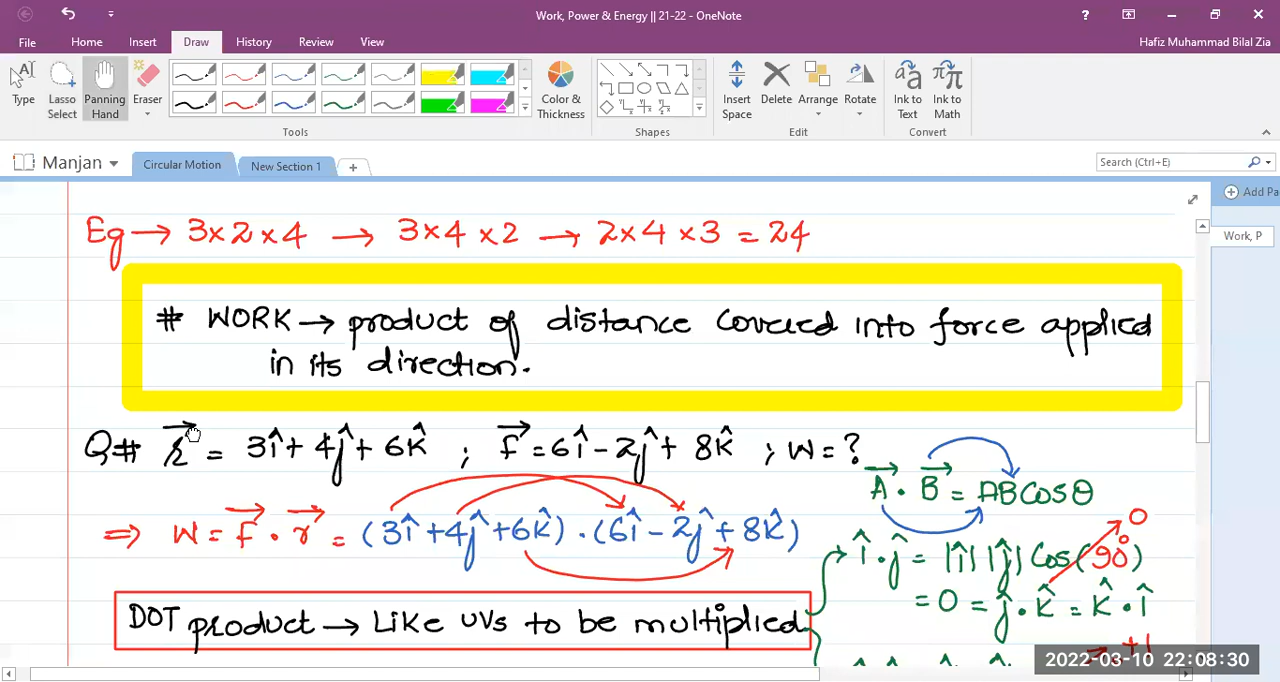 Work, Power & Energy || 21-22 - OneNote
File Home Insert Draw History Review View
Hafiz Muhammad Bilal Zia
Type Lasso Select Panning Hand Eraser Color & Thickness Insert Space Delete Arrange Rotate Ink to Text Ink to Math
Tools Shapes Edit Convert
Manjan Circular Motion New Section 1
Search (Ctrl+E)
Add Pa
Work, P
Eg → 3×2×4 → 3×4×2 → 2×4×3 = 24
# WORK → product of distance covered into force applied
in its direction.
Q# r⃗ = 3î + 4ĵ + 6k̂ ; F⃗ = 6î - 2ĵ + 8k̂ ; W = ?
A⃗ . B⃗ = ABCosθ
⇒ W = F⃗ . r⃗ = (3î + 4ĵ + 6k̂) . (6î - 2ĵ + 8k̂)
0
î . ĵ = |î| |ĵ| Cos(90°)
= 0 = ĵ . k̂ = k̂ . î
DOT product → Like UVs to be multiplied
→ +1
2022-03-10 22:08:30